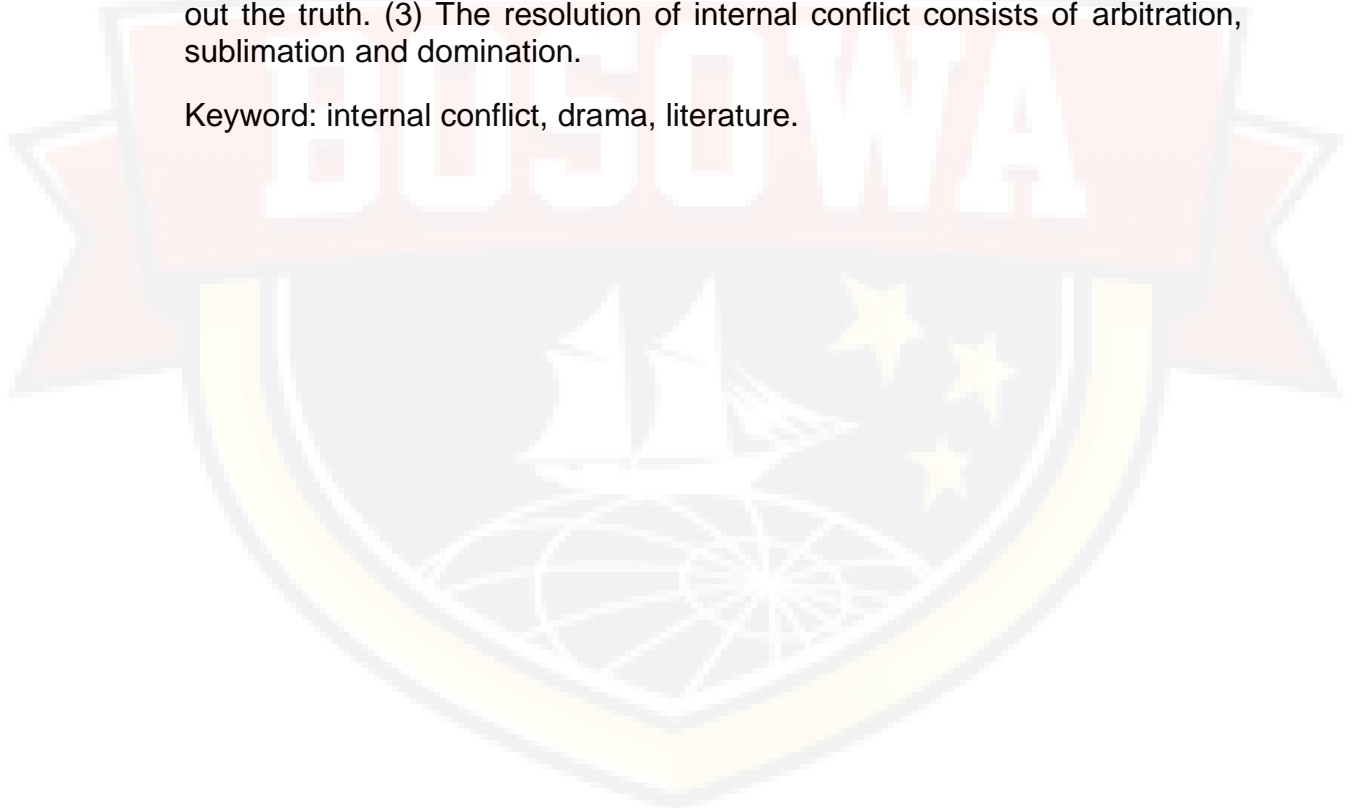 out the truth. (3) The resolution of internal conflict consists of arbitration,
sublimation and domination.
Keyword: internal conflict, drama, literature.
BOSOWA